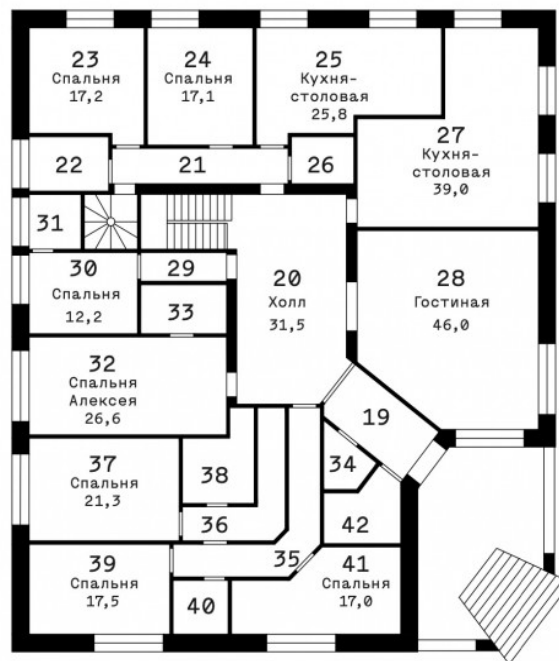 23
Спальня
17,2
24
Спальня
17,1
25
Кухня-
столовая
25,8
27
Кухня-
столовая
39,0
22
21
26
31
30
Спальня
12,2
29
33
20
Холл
31,5
28
Гостиная
46,0
32
Спальня
Алексея
26,6
19
37
Спальня
21,3
38
34
36
42
35
39
Спальня
17,5
40
41
Спальня
17,0